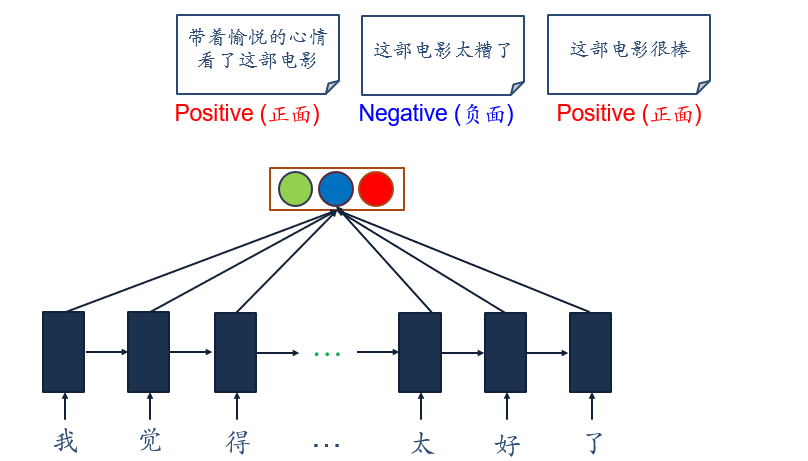 带着愉悦的心情
看了这部电影
这部电影太糟了
这部电影很棒
Positive (正面)
Negative (负面)
Positive (正面)
...
我 觉 得 ... 太 好 了